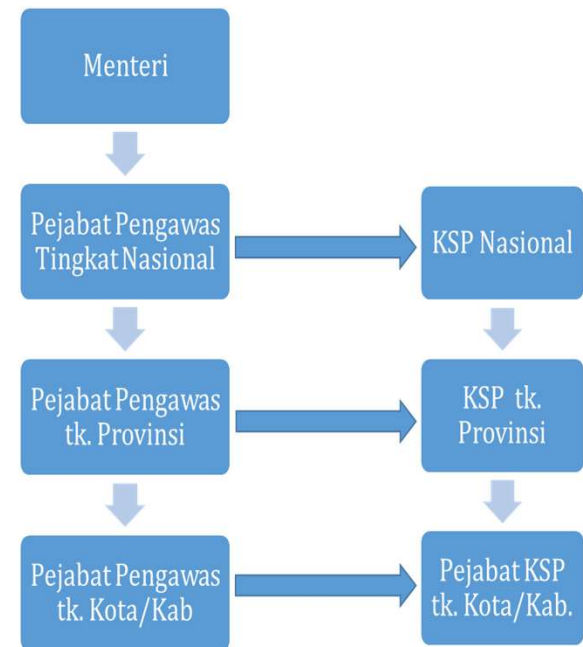 Menteri
Pejabat Pengawas
Tingkat Nasional
KSP Nasional
Pejabat Pengawas
tk. Provinsi
KSP tk.
Provinsi
Pejabat Pengawas
tk. Kota/Kab
Pejabat KSP
tk. Kota/Kab.